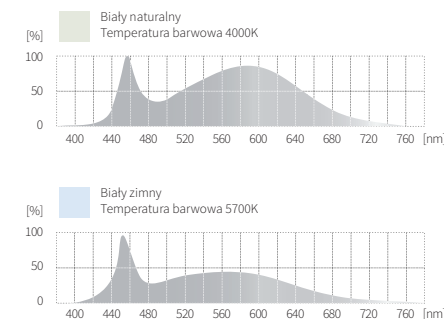 Biały naturalny
Temperatura barwowa 4000K
[%]
100
50
0
400 440 480 520 560 600 640 680 720 760 [nm]
Biały zimny
Temperatura barwowa 5700K
[%]
100
50
0
400 440 480 520 560 600 640 680 720 760 [nm]